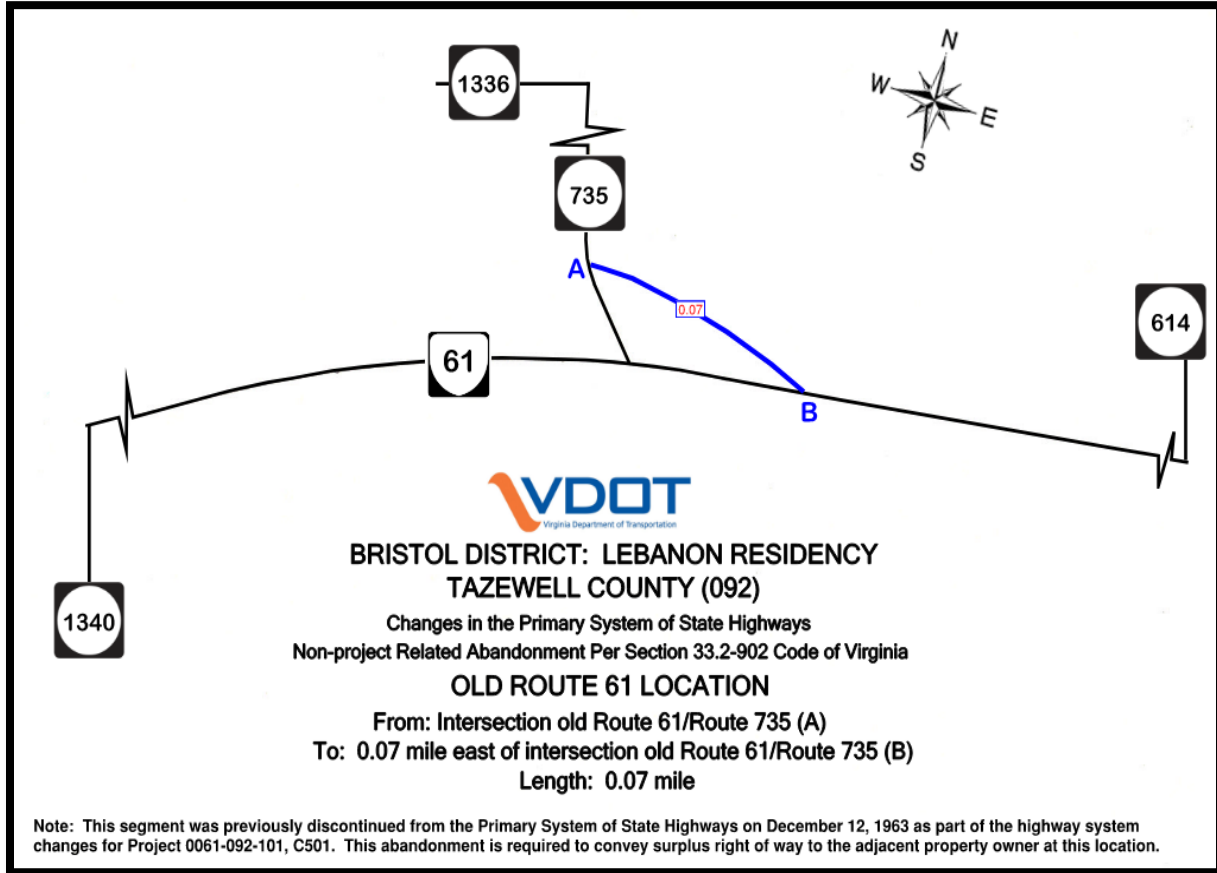 N
1336
W
E
S
735
A
0.07
614
61
B
VDOT
Virginia Department of Transportation
BRISTOL DISTRICT: LEBANON RESIDENCY
TAZEWELL COUNTY (092)
1340
Changes in the Primary System of State Highways
Non-project Related Abandonment Per Section 33.2-902 Code of Virginia
OLD ROUTE 61 LOCATION
From: Intersection old Route 61/Route 735 (A)
To: 0.07 mile east of intersection old Route 61/Route 735 (B)
Length: 0.07 mile
Note: This segment was previously discontinued from the Primary System of State Highways on December 12, 1963 as part of the highway system
changes for Project 0061-092-101, C501. This abandonment is required to convey surplus right of way to the adjacent property owner at this location.